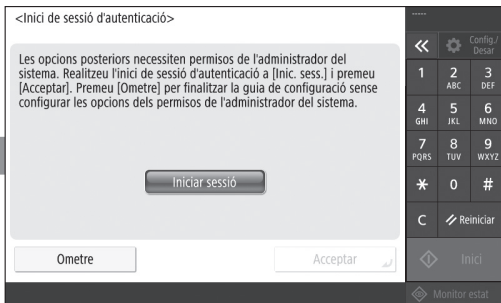 <Inici de sessió d'autenticació>
Les opcions posteriors necessiten permisos de l'administrador del
sistema. Realitzeu l'inici de sessió d'autenticació a [Inic. sess.] i premeu
[Acceptar]. Premeu [Ometre] per finalitzar la guia de configuració sense
configurar les opcions dels permisos de l'administrador del sistema.
Iniciar sessió
Ometre
Acceptar
-----
Config./
Desar
1
2
ABC
3
DEF
4
GHI
5
JKL
6
MNO
7
PQRS
8
TUV
9
WXYZ
*
0
#
C
Reiniciar
Inici
Monitor estat